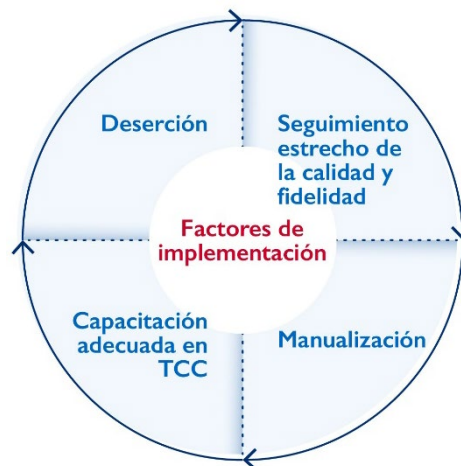 Deserción
Seguimiento
estrecho de
la calidad y
fidelidad
Factores de
implementación
Capacitación
adecuada en
TCC
Manualización